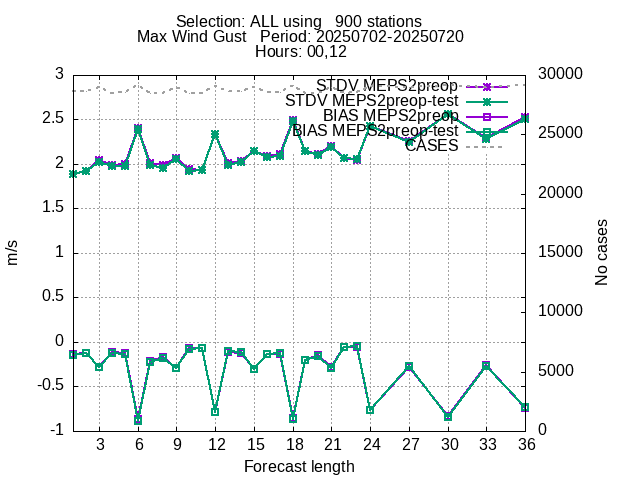 Selection: ALL using   900 stations
Max Wind Gust   Period: 20250702-20250720
Hours: 00,12
STDV MEPS2preop
STDV MEPS2preop-test
BIAS MEPS2preop
BIAS MEPS2preop-test
CASES
3
2.5
2
1.5
1
0.5
0
-0.5
-1
m/s
30000
25000
20000
15000
10000
5000
0
No cases
3 6 9 12 15 18 21 24 27 30 33 36
Forecast length